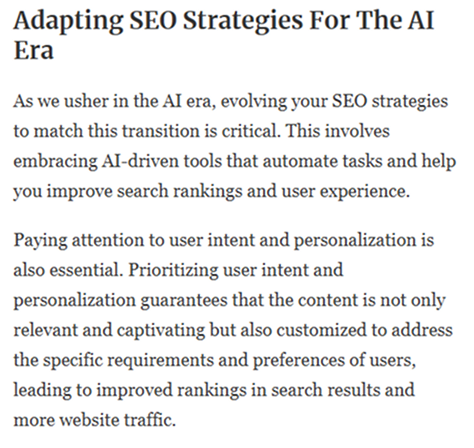 Adapting SEO Strategies For The AI
Era
As we usher in the AI era, evolving your SEO strategies
to match this transition is critical. This involves
embracing AI-driven tools that automate tasks and help
you improve search rankings and user experience.
Paying attention to user intent and personalization is
also essential. Prioritizing user intent and
personalization guarantees that the content is not only
relevant and captivating but also customized to address
the specific requirements and preferences of users,
leading to improved rankings in search results and
more website traffic.